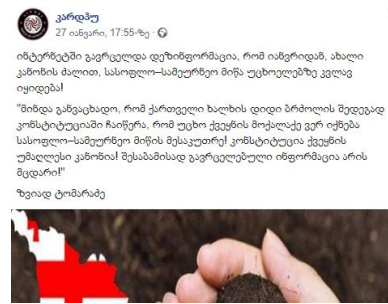 კარდჰუ
27 იანვარი, 17:55-ზე ·
ინტერნეტში გავრცელდა დეზინფორმაცია, რომ იანვრიდან, ახალი
კანონის ძალით, სასოფლო-სამეურნეო მიწა უცხოელებზე კვლავ
იყიდება!
"მინდა განვაცხადო, რომ ქართველი ხალხის დიდი ბრძოლის შედეგად
კონსტიტუციაში ჩაიწერა, რომ უცხო ქვეყნის მოქალაქე ვერ იქნება
სასოფლო-სამეურნეო მიწის მესაკუთრე! კონსტიტუცია ქვეყნის
უმაღლესი კანონია! შესაბამისად გავრცელებული ინფორმაცია არის
მცდარი!"
ზვიად ტომარაძე